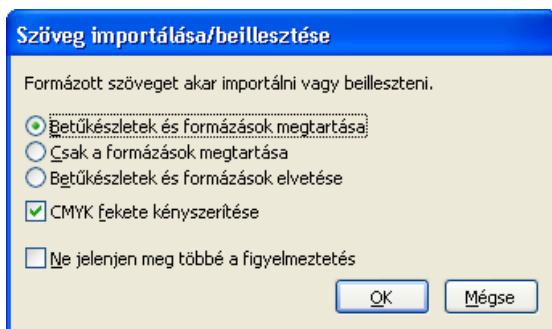 Szöveg importálása/beillesztése
Formázott szöveget akar importálni vagy beilleszteni.
Betűkészletek és formázások megtartása
Csak a formázások megtartása
Betűkészletek és formázások elvetése
CMYK fekete kényszerítése
Ne jelenjen meg többé a figyelmeztetés
OK Mégse